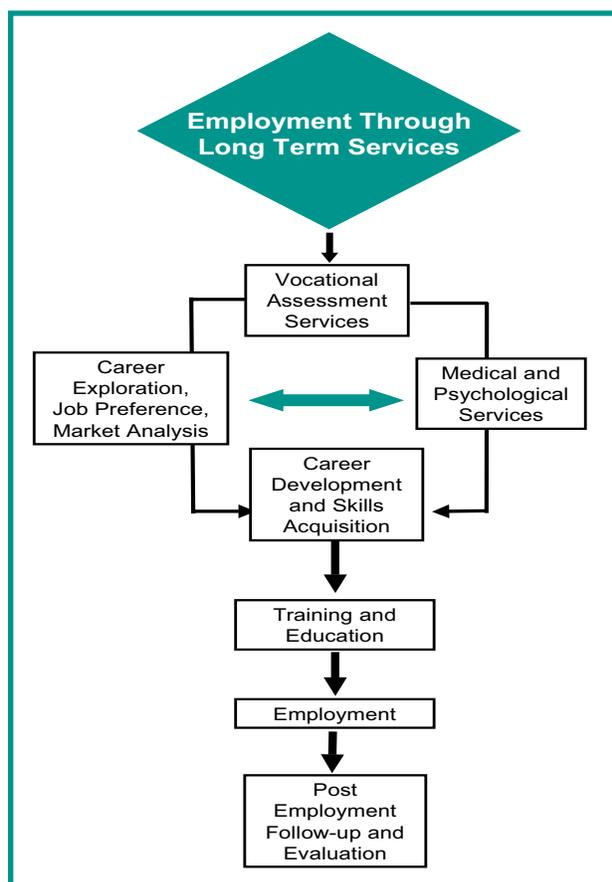 Employment Through
Long Term Services
Vocational
Assessment
Services
Career
Exploration,
Job Preference,
Market Analysis
Medical and
Psychological
Services
Career
Development
and Skills
Acquisition
Training and
Education
Employment
Post
Employment
Follow-up and
Evaluation